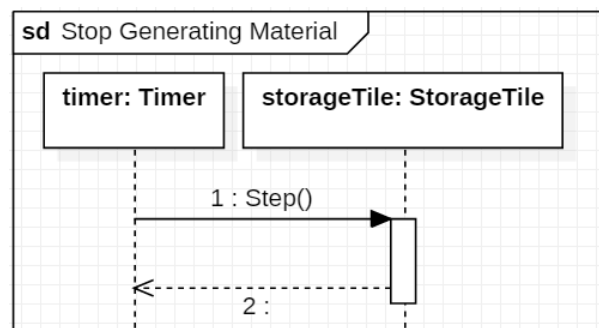 sd Stop Generating Material
timer: Timer
storageTile: StorageTile
1 : Step()
2 :